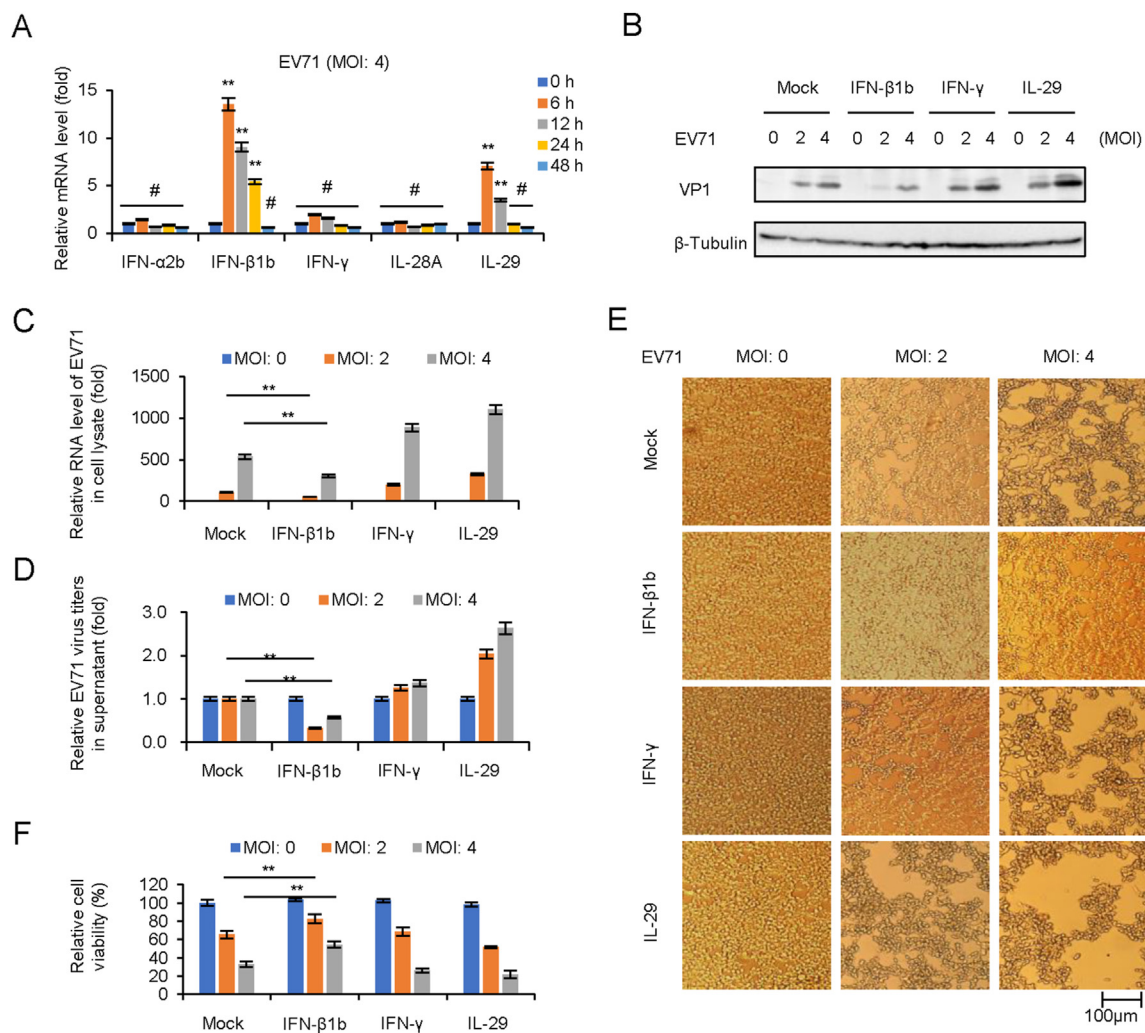 A
EV71 (MOI: 4)
Relative mRNA level (fold)
15
10
5
0
0 h
6 h
12 h
24 h
48 h
#
**
**
**
#
#
#
**
**
#
IFN-α2b
IFN-β1b
IFN-γ
IL-28A
IL-29
B
Mock IFN-β1b IFN-γ IL-29
EV71 0 2 4 0 2 4 0 2 4 0 2 4 (MOI)
VP1
β-Tubulin
C
MOI: 0 MOI: 2 MOI: 4
Relative RNA level of EV71
in cell lysate (fold)
1500
1000
500
0
**
**
Mock IFN-β1b IFN-γ IL-29
D
MOI: 0 MOI: 2 MOI: 4
Relative EV71 virus titers
in supernatant (fold)
3.0
2.0
1.0
0.0
**
**
Mock IFN-β1b IFN-γ IL-29
E
EV71 MOI: 0 MOI: 2 MOI: 4
Mock
IFN-β1b
IFN-γ
IL-29
100μm
F
MOI: 0 MOI: 2 MOI: 4
Relative cell
viability (%)
120
100
80
60
40
20
0
**
**
Mock IFN-β1b IFN-γ IL-29